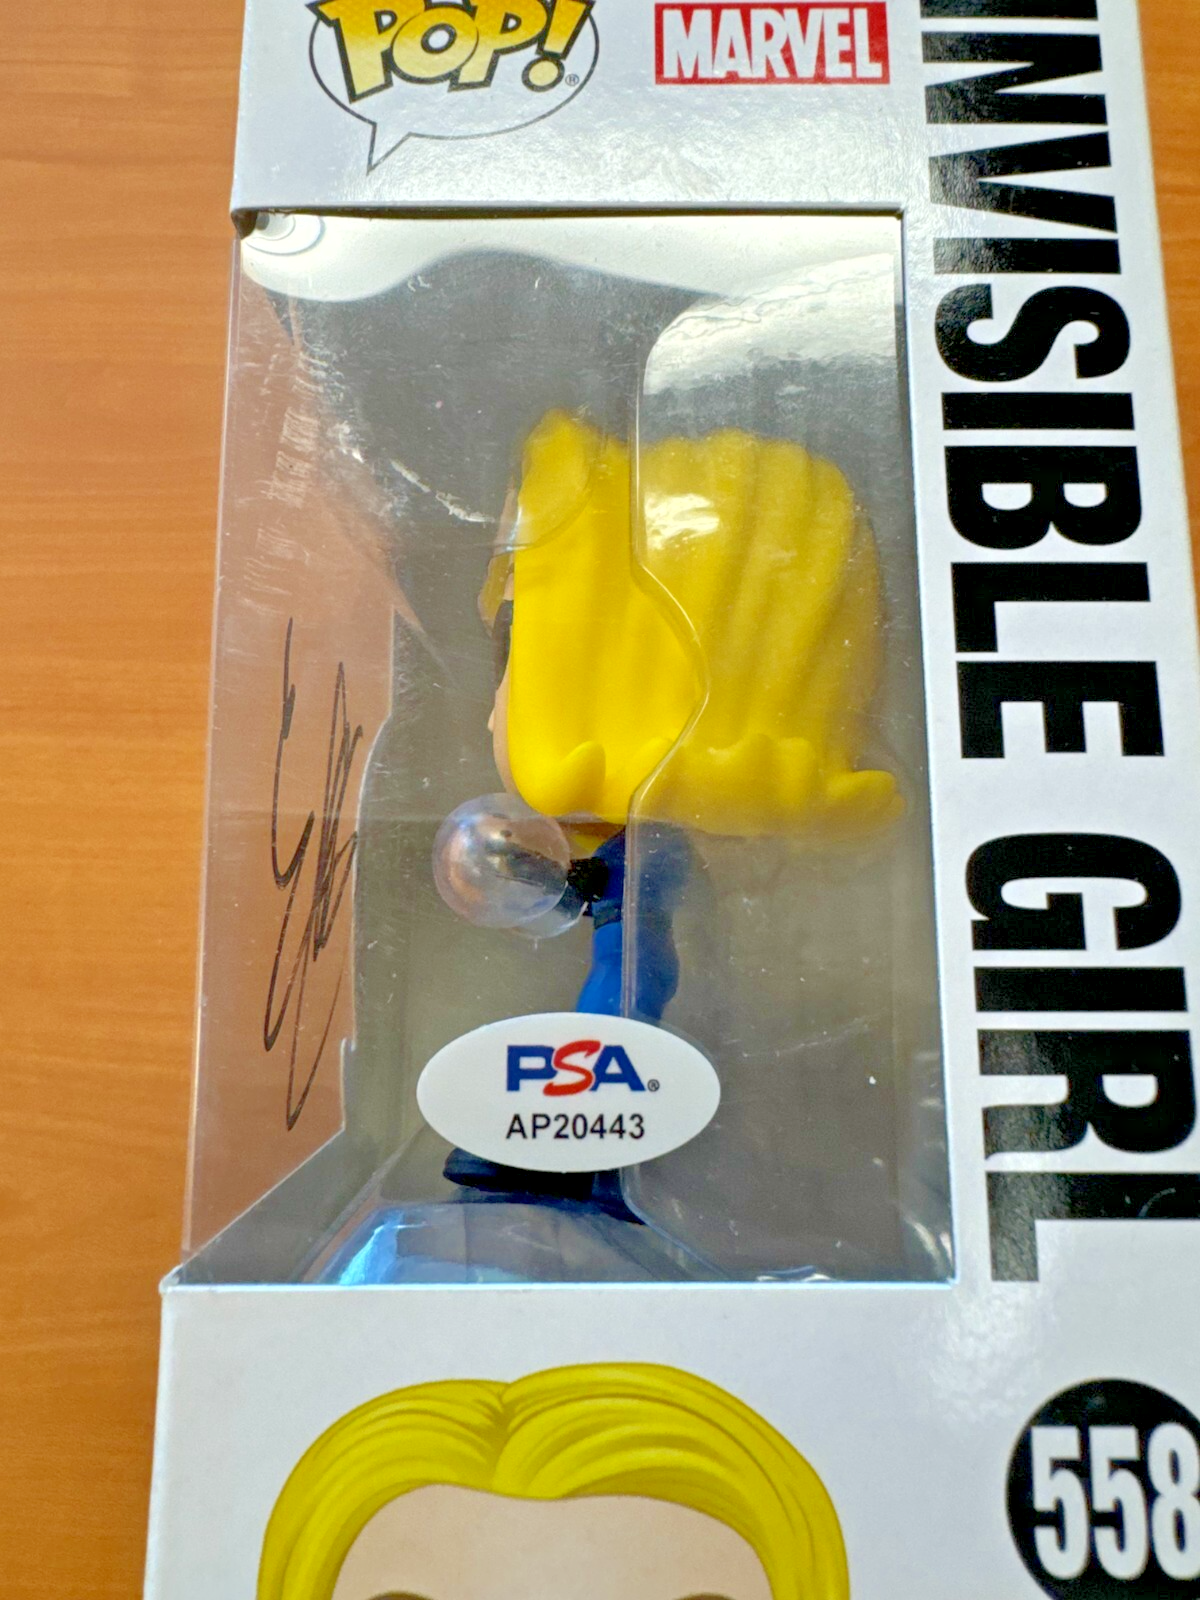 POP!®
MARVEL
INVISIBLE GIRL
PSA®
AP20443
558